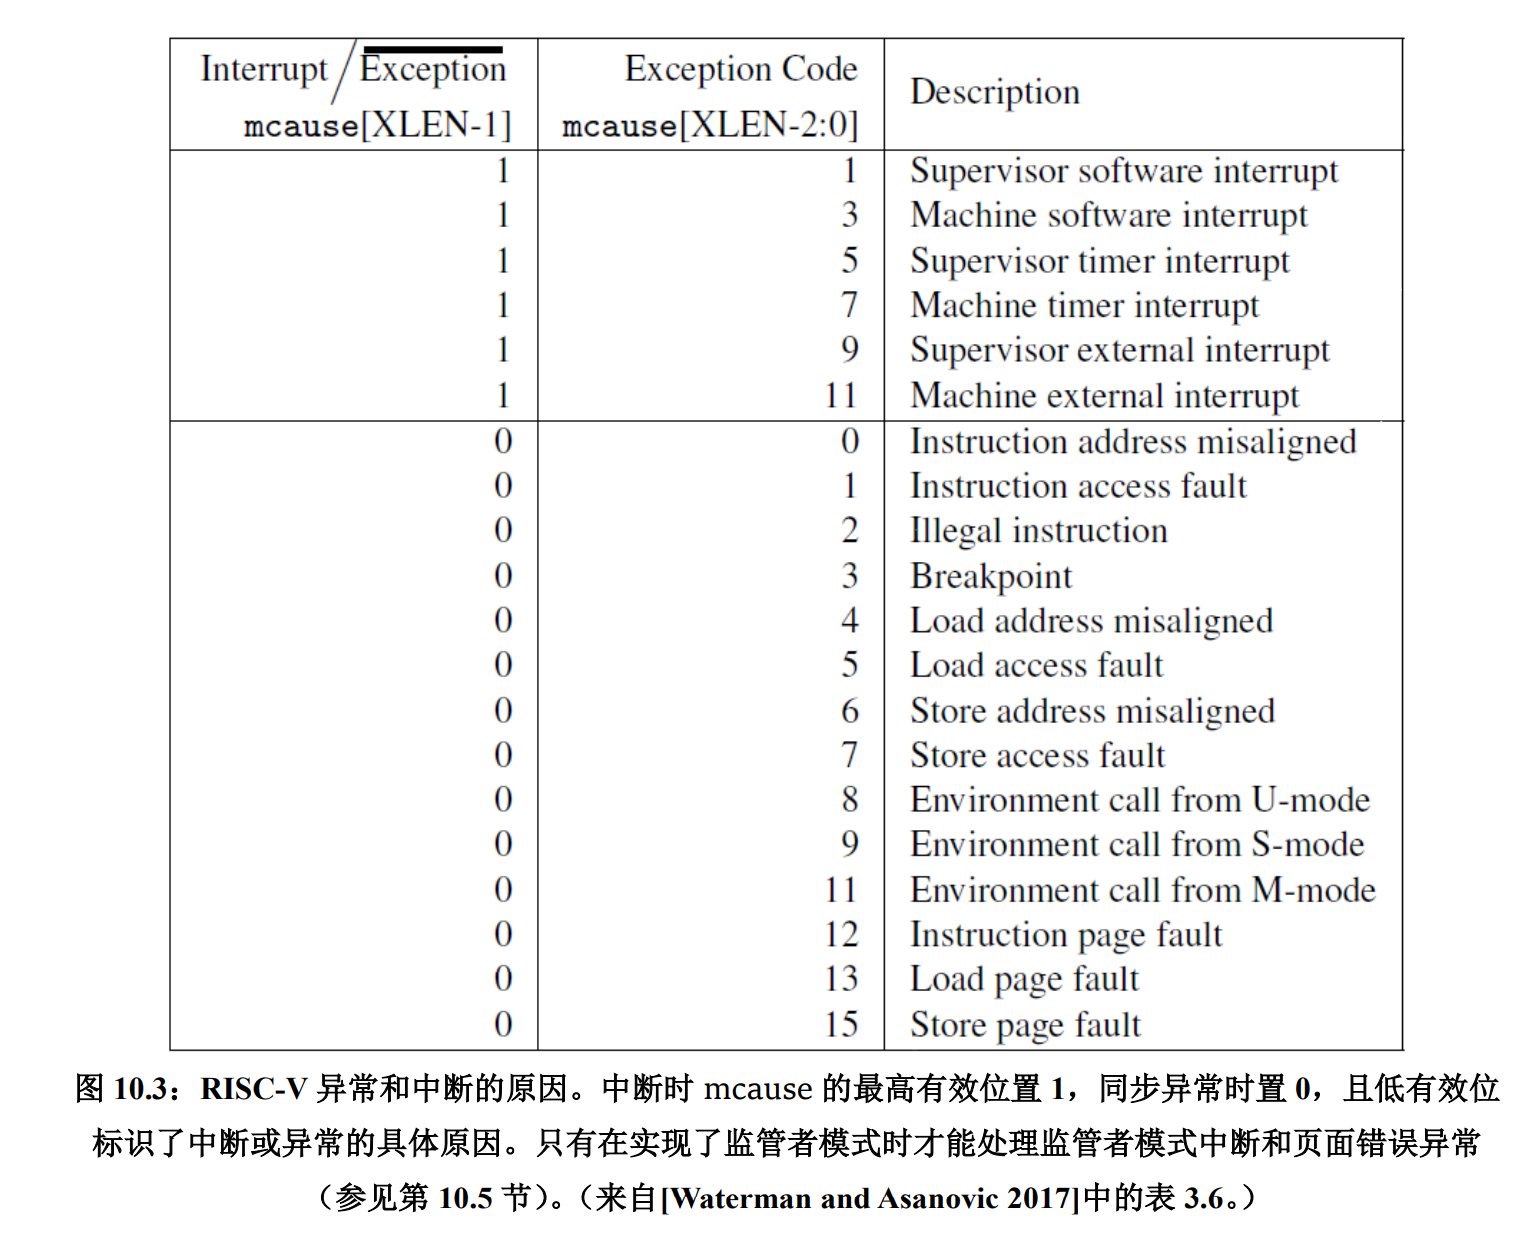 Interrupt / Exception Exception Code Description
mcause[XLEN-1] mcause[XLEN-2:0]
1 1 Supervisor software interrupt
1 3 Machine software interrupt
1 5 Supervisor timer interrupt
1 7 Machine timer interrupt
1 9 Supervisor external interrupt
1 11 Machine external interrupt
0 0 Instruction address misaligned
0 1 Instruction access fault
0 2 Illegal instruction
0 3 Breakpoint
0 4 Load address misaligned
0 5 Load access fault
0 6 Store address misaligned
0 7 Store access fault
0 8 Environment call from U-mode
0 9 Environment call from S-mode
0 11 Environment call from M-mode
0 12 Instruction page fault
0 13 Load page fault
0 15 Store page fault
图 10.3：RISC-V 异常和中断的原因。中断时 mcause 的最高有效位置 1，同步异常时置 0，且低有效位
标识了中断或异常的具体原因。只有在实现了监管者模式时才能处理监管者模式中断和页面错误异常
（参见第 10.5 节）。（来自[Waterman and Asanovic 2017]中的表 3.6。）